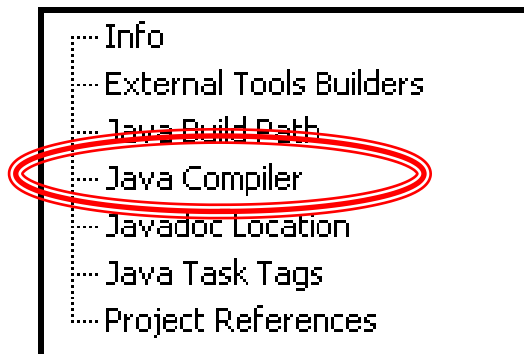 Info
External Tools Builders
Java Build Path
Java Compiler
Javadoc Location
Java Task Tags
Project References